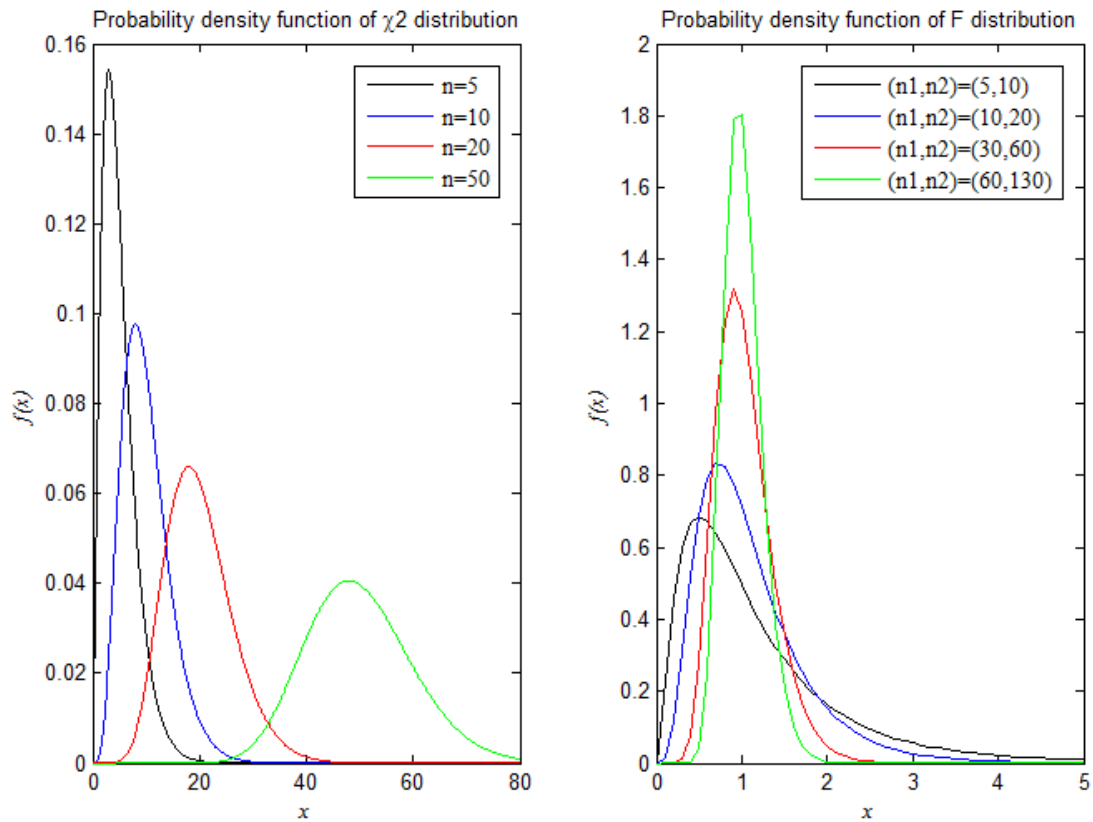 Probability density function of χ2 distribution
0.16
0.14
0.12
0.1
0.08
0.06
0.04
0.02
0
f(x)
0
20
40
60
80
x
n=5
n=10
n=20
n=50
Probability density function of F distribution
2
1.8
1.6
1.4
1.2
1
0.8
0.6
0.4
0.2
0
f(x)
0
1
2
3
4
5
x
(n1,n2)=(5,10)
(n1,n2)=(10,20)
(n1,n2)=(30,60)
(n1,n2)=(60,130)